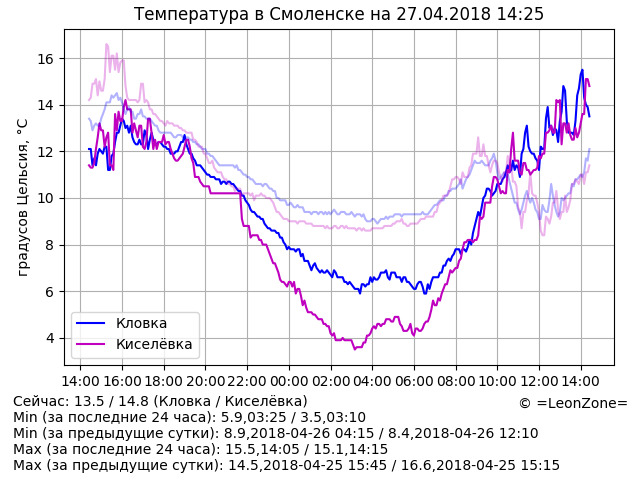 Температура в Смоленске на 27.04.2018 14:25
градусов Цельсия, °C
16
14
12
10
8
6
4
Кловка
Киселёвка
14:00 16:00 18:00 20:00 22:00 00:00 02:00 04:00 06:00 08:00 10:00 12:00 14:00
Сейчас: 13.5 / 14.8 (Кловка / Киселёвка)
© =LeonZone=
Min (за последние 24 часа): 5.9,03:25 / 3.5,03:10
Min (за предыдущие сутки): 8.9,2018-04-26 04:15 / 8.4,2018-04-26 12:10
Max (за последние 24 часа): 15.5,14:05 / 15.1,14:15
Max (за предыдущие сутки): 14.5,2018-04-25 15:45 / 16.6,2018-04-25 15:15